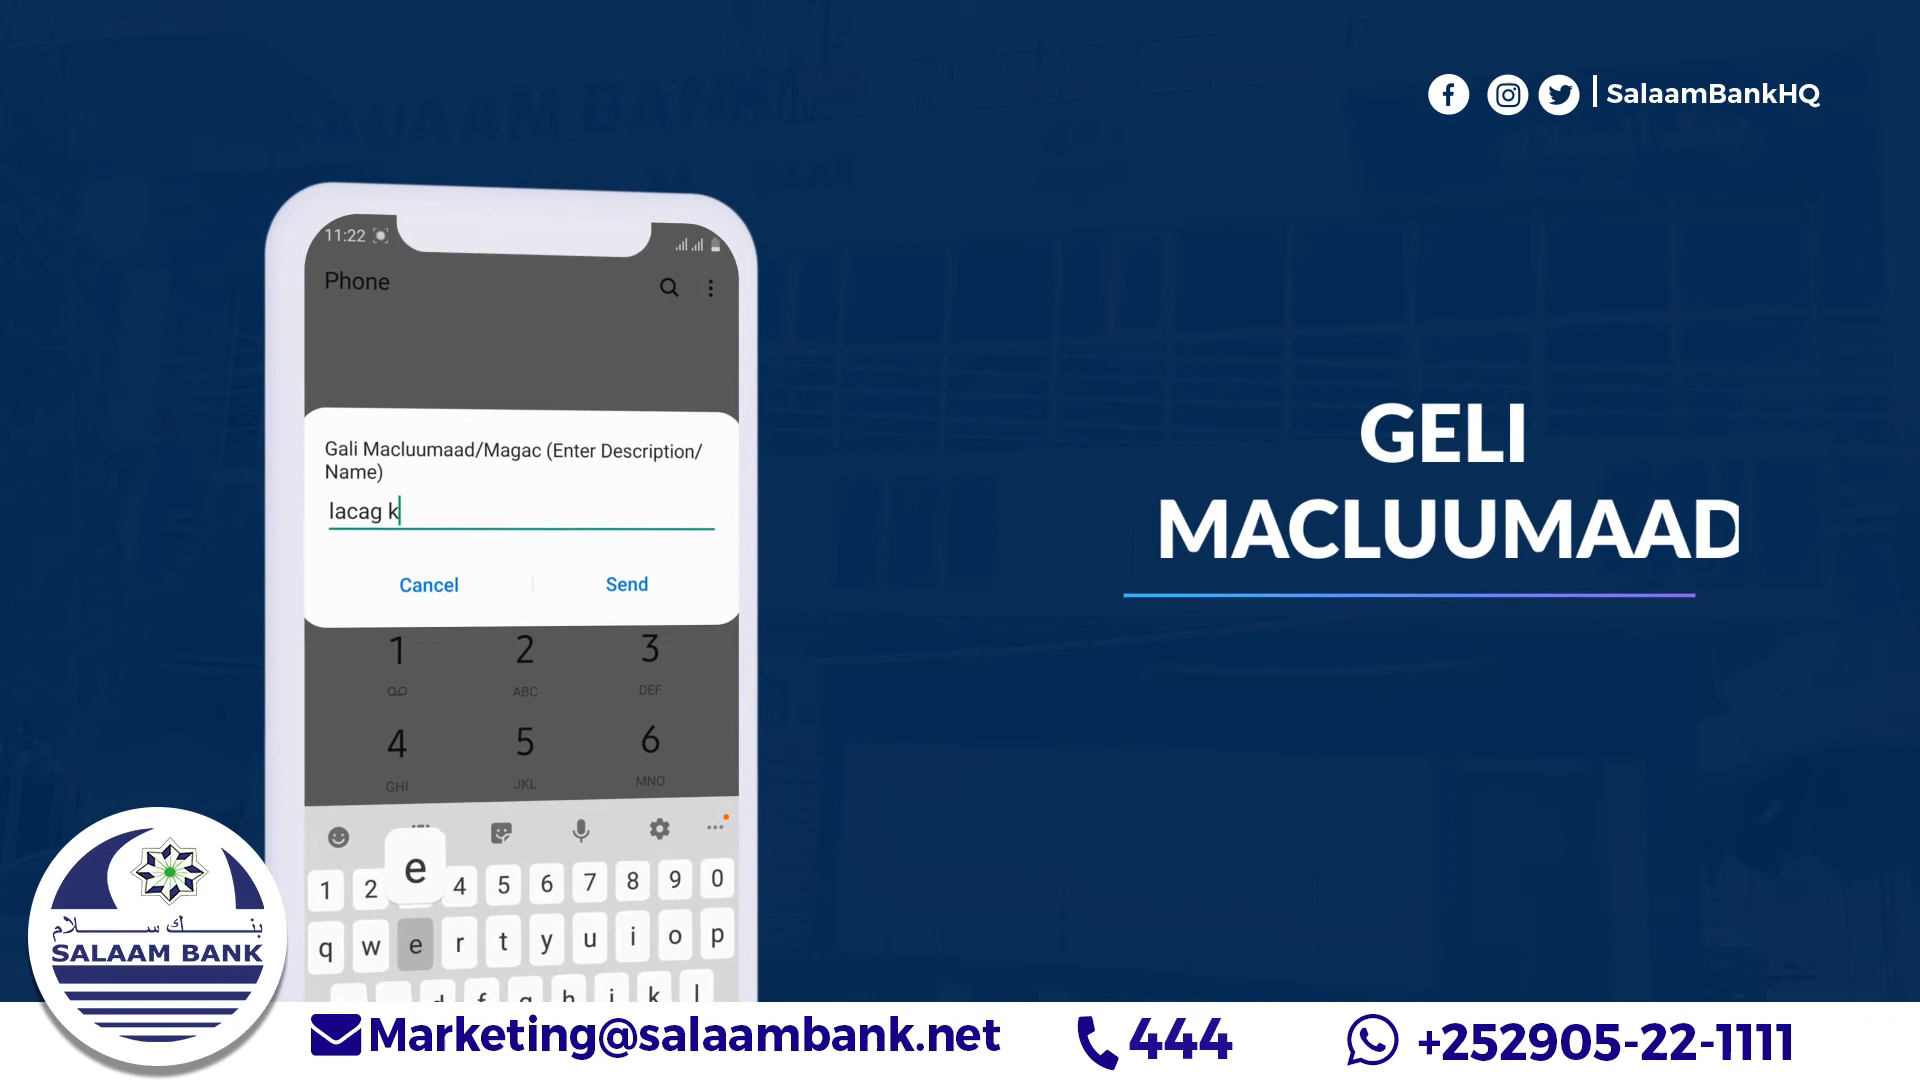 SalaamBankHQ
11:22
Phone
Gali Macluumaad/Magac (Enter Description/
Name)
lacag k
Cancel
Send
1 2 3
ABC DEF
4 5 6
GHI JKL MNO
e
1 2 4 5 6 7 8 9 0
q w e r t y u i o p
d f g h j k l
GELI
MACLUUMAAD
بنك سلام
SALAAM BANK
Marketing@salaambank.net
444
+252905-22-1111